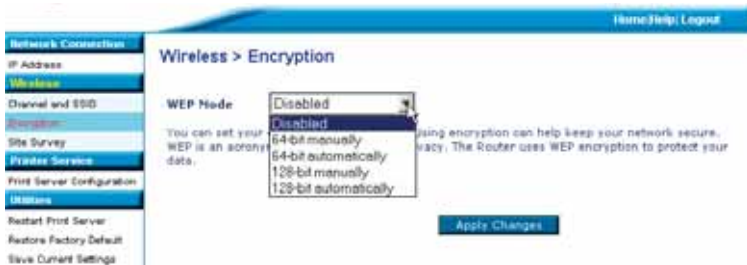 Home|Help| Logout
Network Connection
IP Address
Wireless
Channel and SSID
Encryption
Site Survey
Printer Service
Print Server Configuration
Utilities
Restart Print Server
Restore Factory Default
Save Current Settings
Wireless > Encryption
WEP Mode
Disabled
Disabled
64-bit manually
64-bit automatically
128-bit manually
128-bit automatically
You can set your using encryption can help keep your network secure.
WEP is an acrony vacy. The Router uses WEP encryption to protect your
data.
Apply Changes